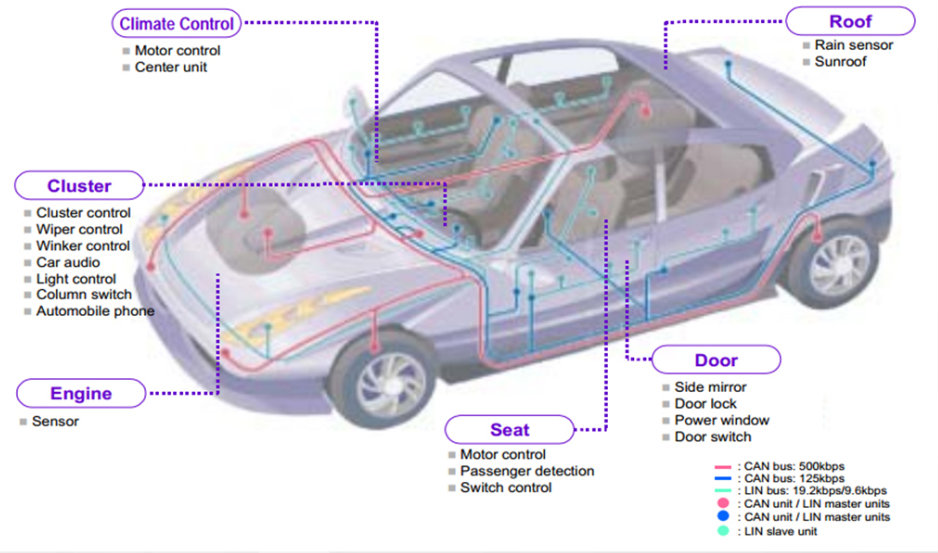 Climate Control
Motor control
Center unit
Roof
Rain sensor
Sunroof
Cluster
Cluster control
Wiper control
Winker control
Car audio
Light control
Column switch
Automobile phone
Engine
Sensor
Seat
Motor control
Passenger detection
Switch control
Door
Side mirror
Door lock
Power window
Door switch
: CAN bus: 500kbps
: CAN bus: 125kbps
: LIN bus: 19.2kbps/9.6kbps
: CAN unit / LIN master units
: CAN unit / LIN master units
: LIN slave unit